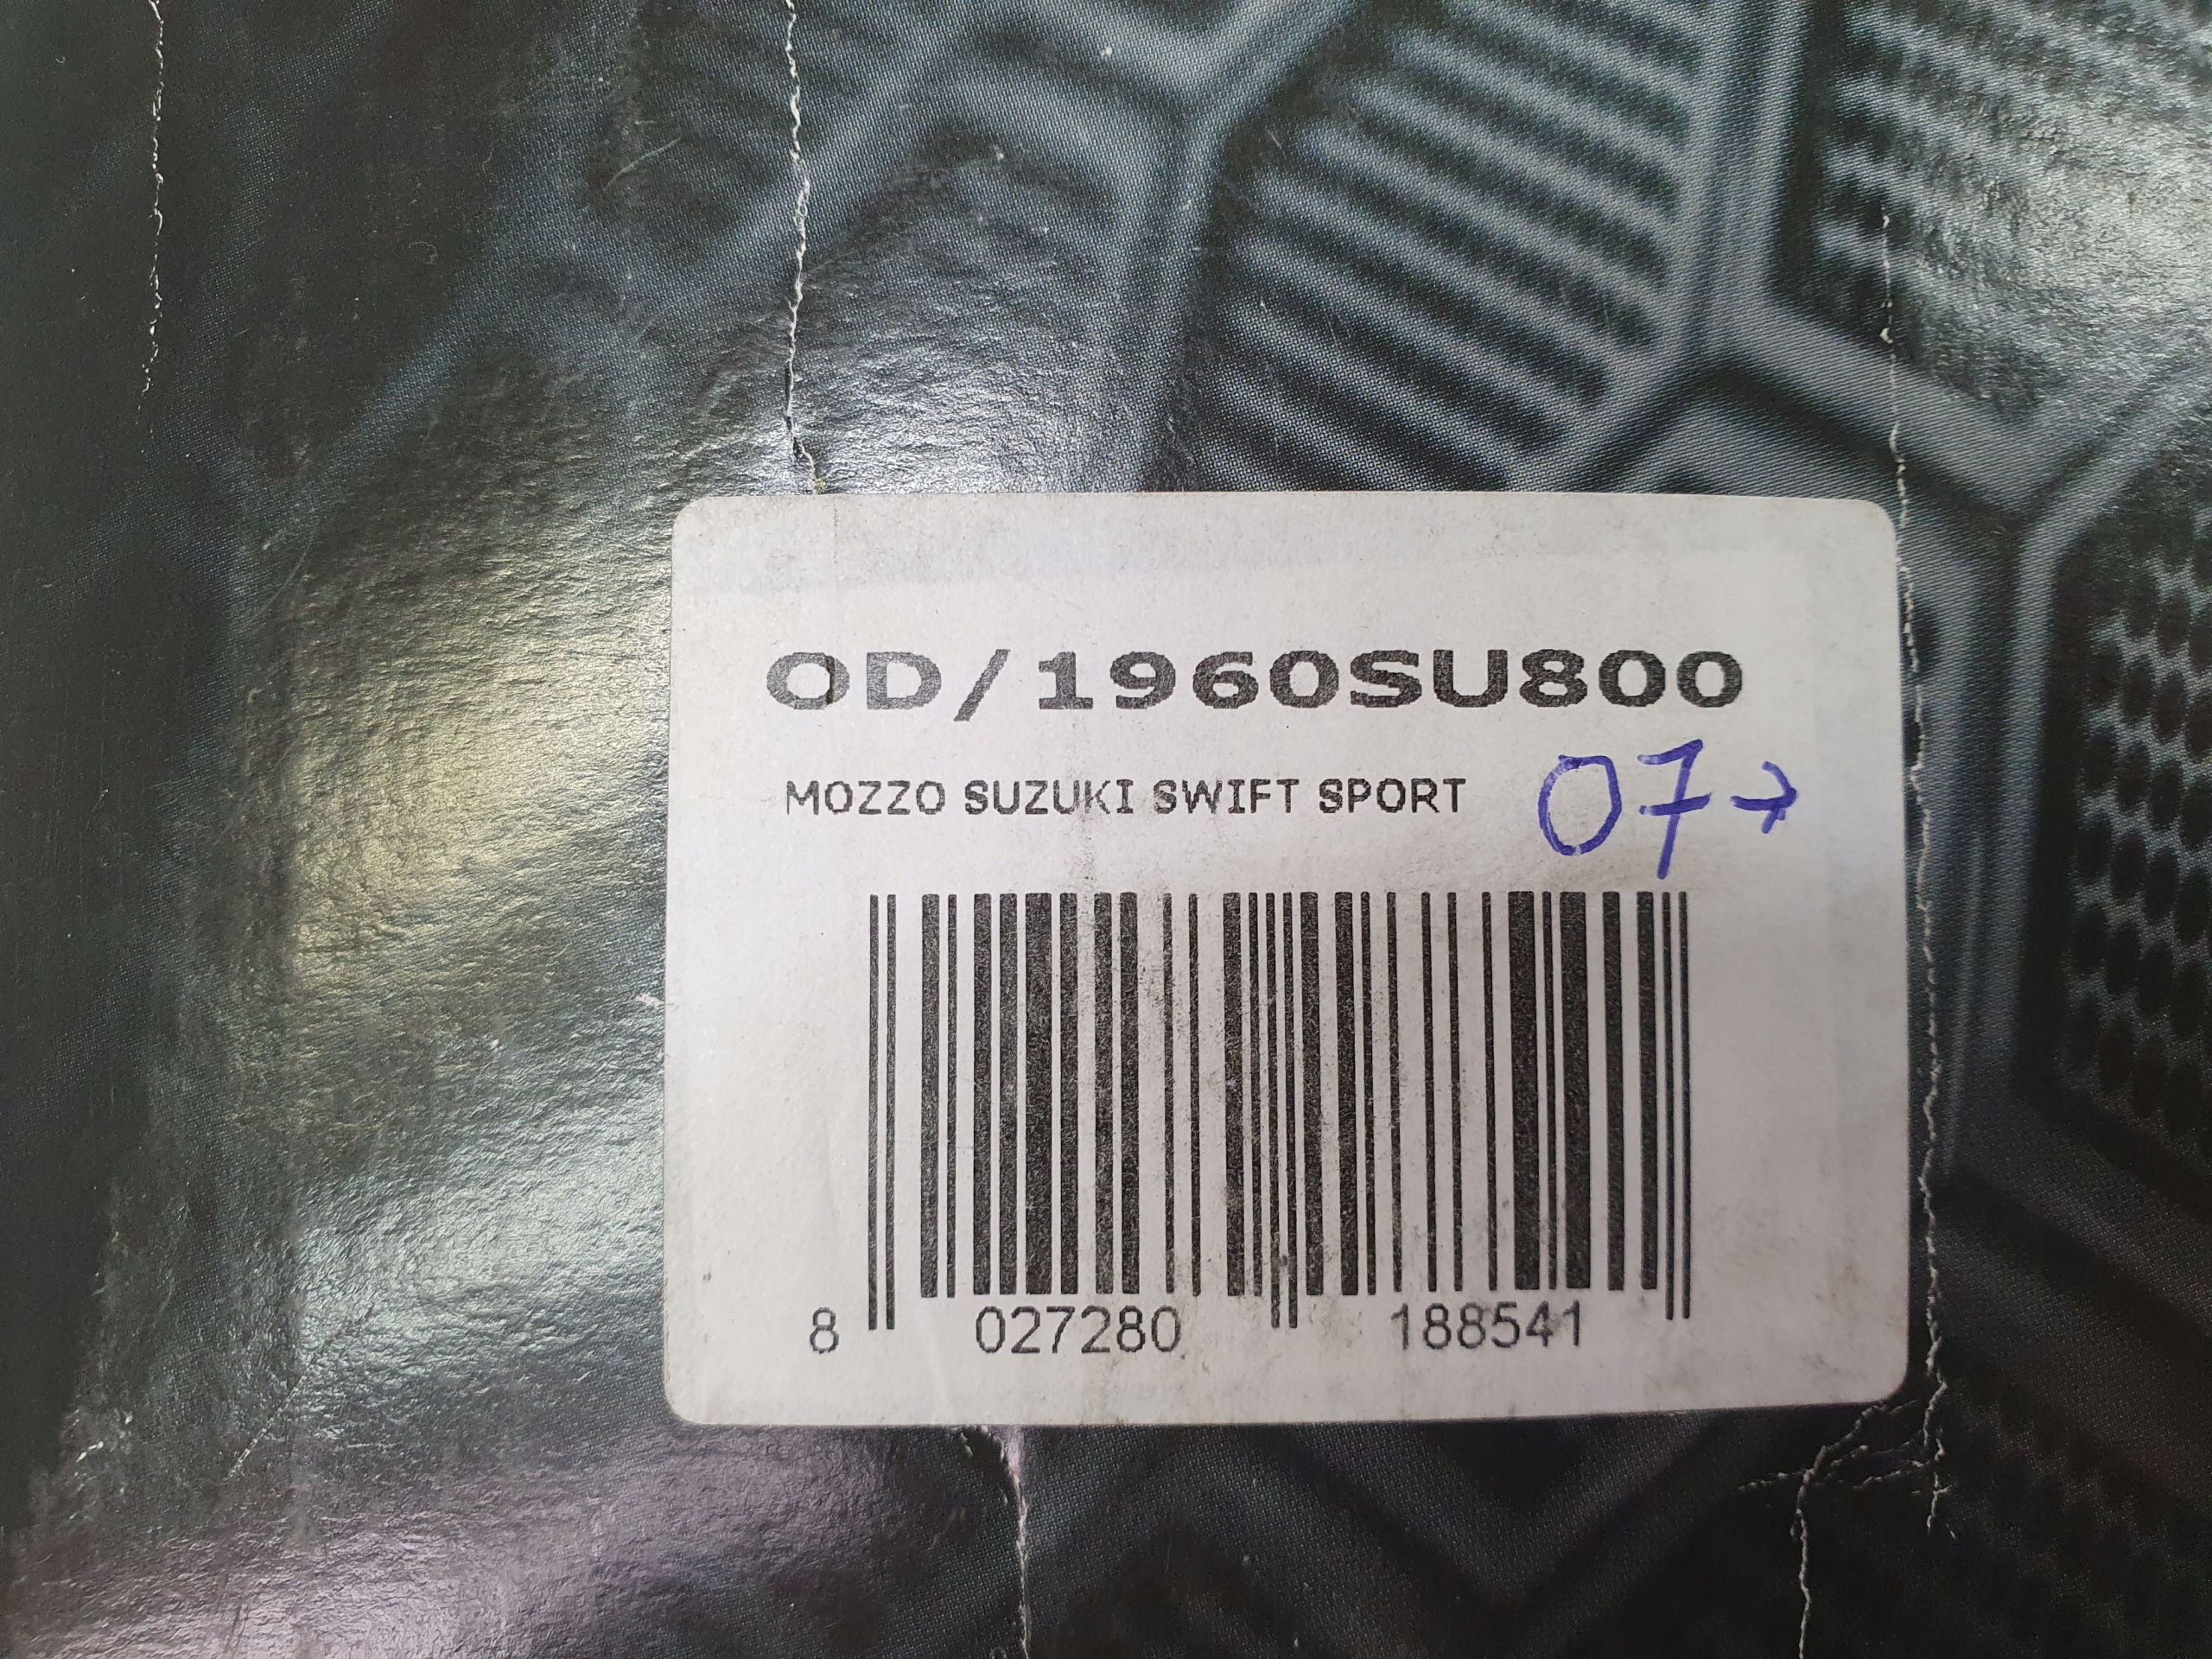 OD/1960SU800
MOZZO SUZUKI SWIFT SPORT 07→
8 027280 188541